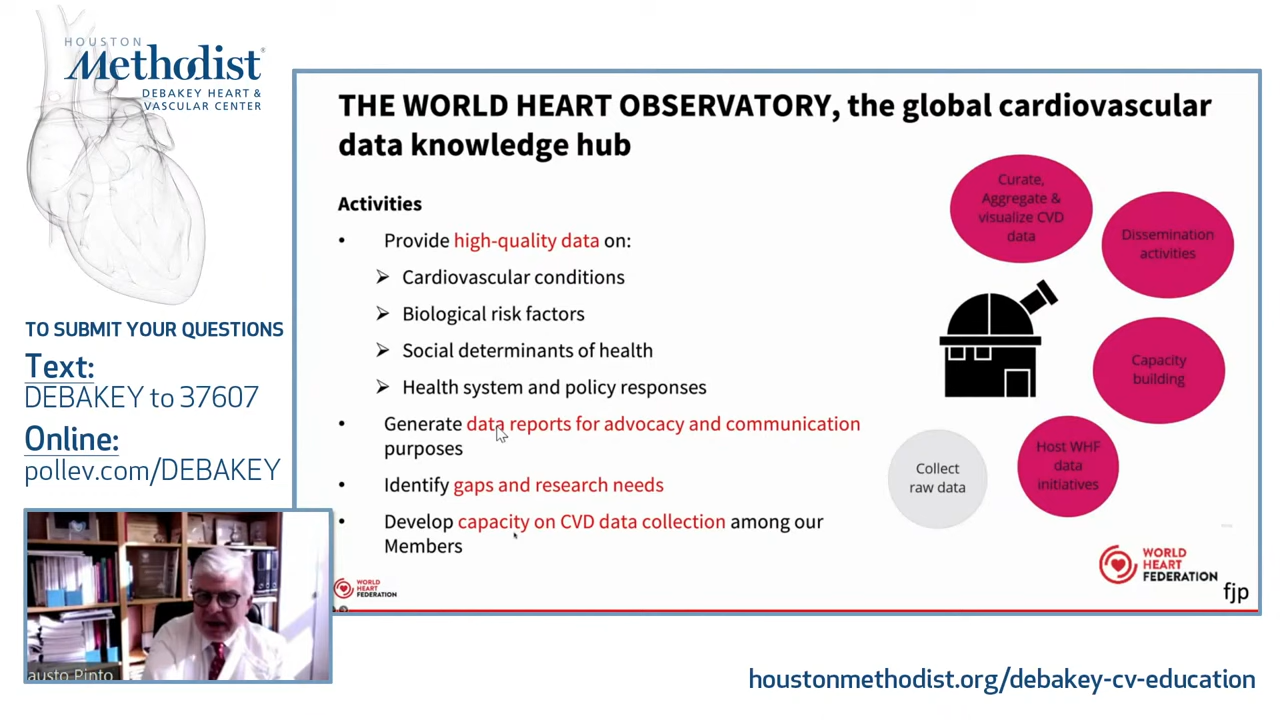 HOUSTON
Methodist
DEBAKEY HEART &
VASCULAR CENTER
TO SUBMIT YOUR QUESTIONS
Text:
DEBAKEY to 37607
Online:
pollev.com/DEBAKEY
THE WORLD HEART OBSERVATORY, the global cardiovascular
data knowledge hub
Activities
• Provide high-quality data on:
➢ Cardiovascular conditions
➢ Biological risk factors
➢ Social determinants of health
➢ Health system and policy responses
• Generate data reports for advocacy and communication
purposes
• Identify gaps and research needs
• Develop capacity on CVD data collection among our
Members
Curate,
Aggregate &
visualize CVD
data
Dissemination
activities
Capacity
building
Host WHF
data
initiatives
Collect
raw data
WORLD
HEART
FEDERATION
WORLD
HEART
FEDERATION
fjp
austo Pinto
houstonmethodist.org/debakey-cv-education